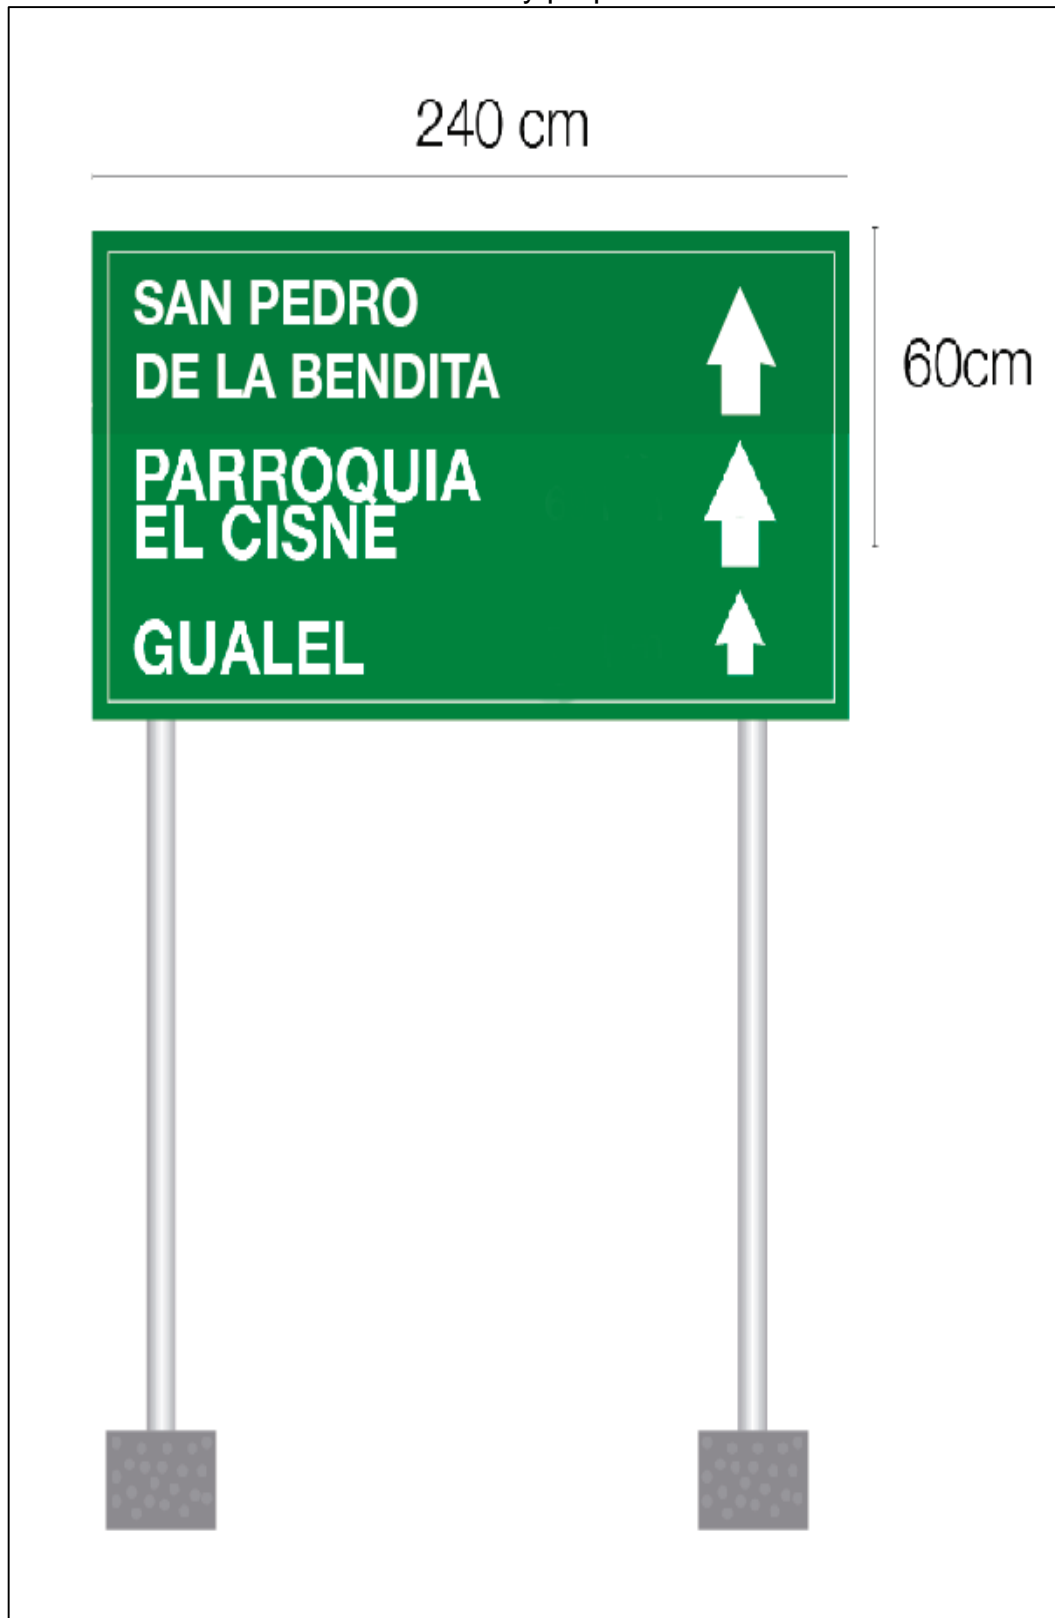 240 cm
SAN PEDRO
DE LA BENDITA
60cm
PARROQUIA
EL CISNE
GUALEL